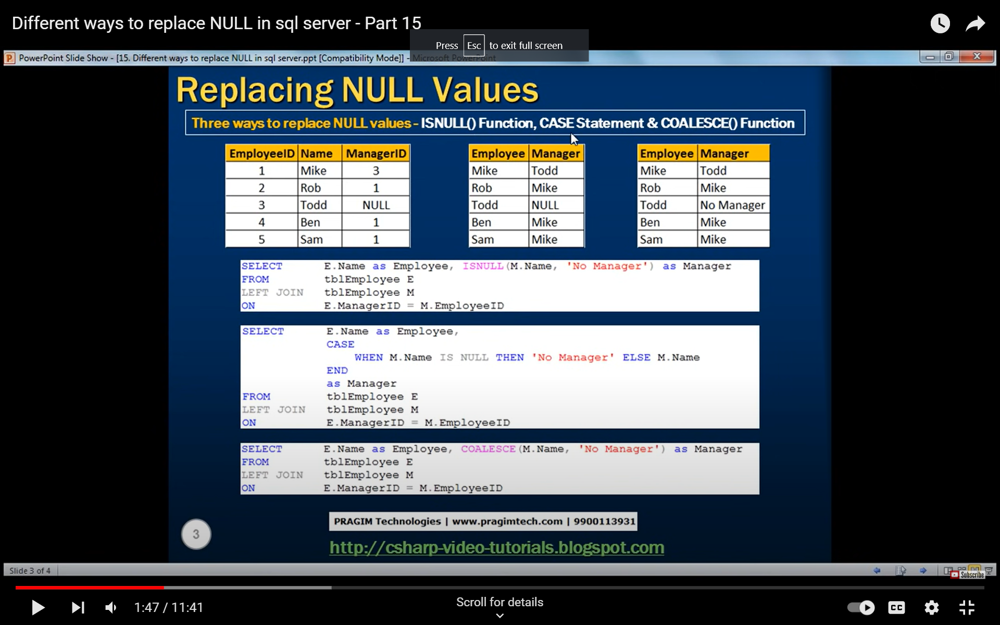 Different ways to replace NULL in sql server - Part 15
Press Esc to exit full screen
PowerPoint Slide Show - [15. Different ways to replace NULL in sql server.ppt [Compatibility Mode]] - Microsoft PowerPoint
Replacing NULL Values
Three ways to replace NULL values - ISNULL() Function, CASE Statement & COALESCE() Function
EmployeeID Name ManagerID
1 Mike 3
2 Rob 1
3 Todd NULL
4 Ben 1
5 Sam 1
Employee Manager
Mike Todd
Rob Mike
Todd NULL
Ben Mike
Sam Mike
Employee Manager
Mike Todd
Rob Mike
Todd No Manager
Ben Mike
Sam Mike
SELECT E.Name as Employee, ISNULL(M.Name, 'No Manager') as Manager
FROM tblEmployee E
LEFT JOIN tblEmployee M
ON E.ManagerID = M.EmployeeID
SELECT E.Name as Employee,
CASE
WHEN M.Name IS NULL THEN 'No Manager' ELSE M.Name
END
as Manager
FROM tblEmployee E
LEFT JOIN tblEmployee M
ON E.ManagerID = M.EmployeeID
SELECT E.Name as Employee, COALESCE(M.Name, 'No Manager') as Manager
FROM tblEmployee E
LEFT JOIN tblEmployee M
ON E.ManagerID = M.EmployeeID
PRAGIM Technologies | www.pragimtech.com | 9900113931
3
http://csharp-video-tutorials.blogspot.com
Slide 3 of 4
Subscribe
1:47 / 11:41
Scroll for details
CC